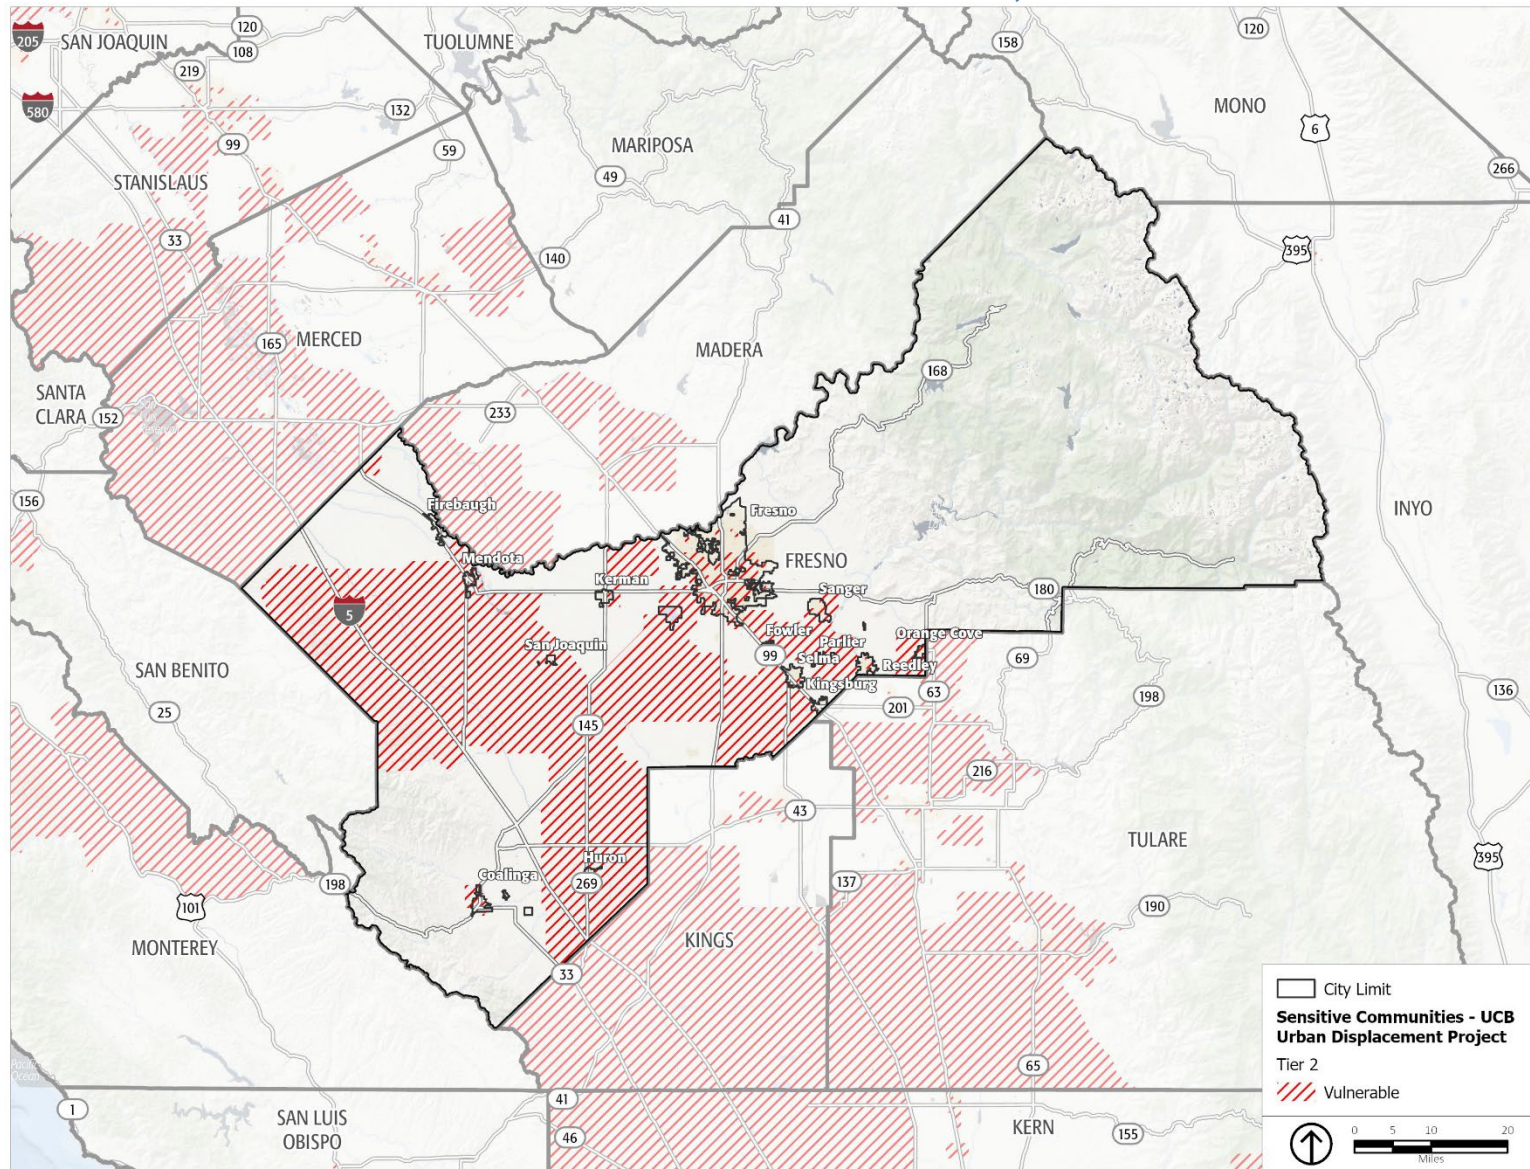 120
205
SAN JOAQUIN
TUOLUMNE
158
120
108
219
580
132
MONO
6
99
59
MARIPOSA
49
266
STANISLAUS
41
33
140
395
165
MERCED
MADERA
168
SANTA
CLARA
152
233
156
Firebaugh
Fresno
INYO
Mendota
FRESNO
Kerman
Sanger
180
5
San Joaquin
Fowler
Parlier
Orange Cove
99
Selma
Reedley
69
SAN BENITO
Kingsburg
63
198
136
25
201
145
216
43
TULARE
Huron
395
Coalinga
198
269
137
101
190
MONTEREY
KINGS
33
City Limit
Sensitive Communities - UCB
Urban Displacement Project
Tier 2
Vulnerable
Pacific
Ocean
65
1
41
SAN LUIS
OBISPO
46
KERN
155
0 5 10 20
Miles